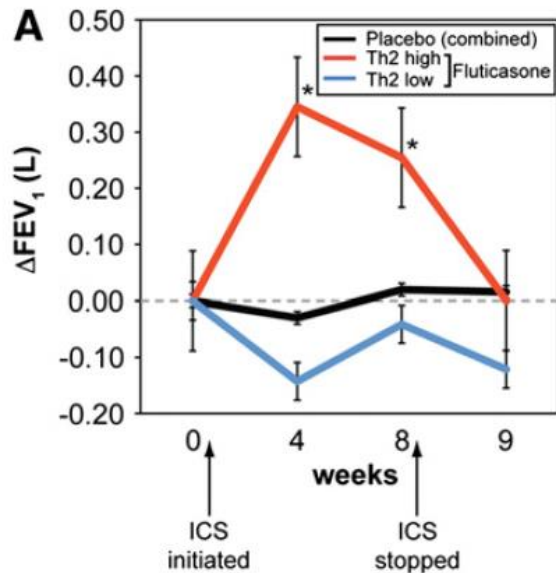 A
0.50
0.40
0.30
0.20
0.10
0.00
-0.10
-0.20
ΔFEV₁ (L)
Placebo (combined)
Th2 high
Th2 low
Fluticasone
*
*
0 4 8 9
weeks
ICS
initiated
ICS
stopped